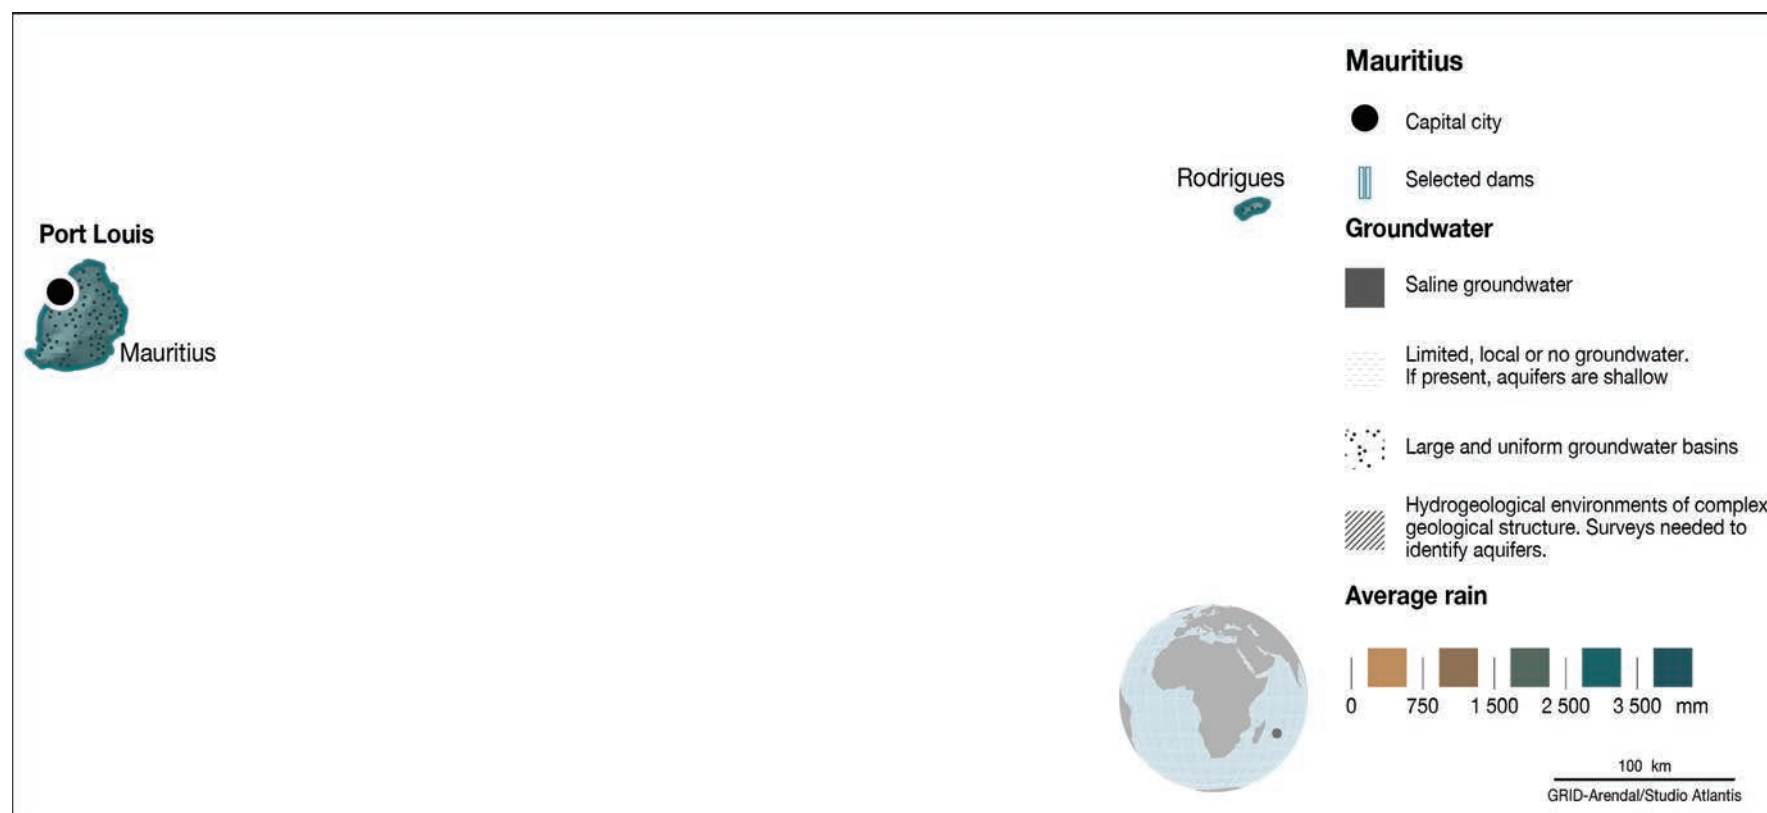 Port Louis
Mauritius
Rodrigues
Mauritius
Capital city
Selected dams
Groundwater
Saline groundwater
Limited, local or no groundwater.
If present, aquifers are shallow
Large and uniform groundwater basins
Hydrogeological environments of complex
geological structure. Surveys needed to
identify aquifers.
Average rain
0 750 1 500 2 500 3 500 mm
100 km
GRID-Arendal/Studio Atlantis